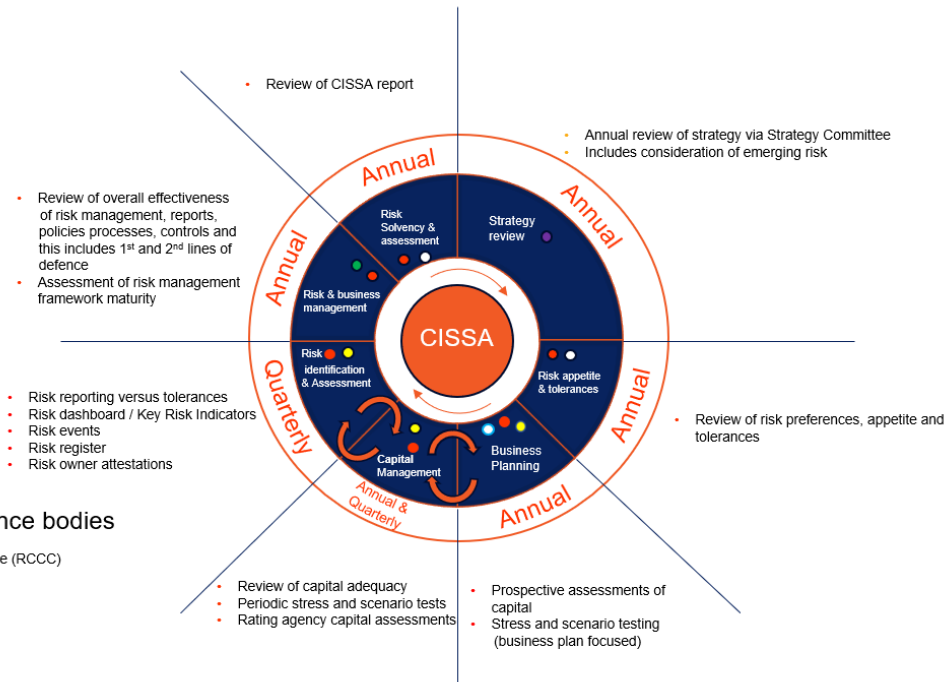 • Review of CISSA report
• Annual review of strategy via Strategy Committee
• Includes consideration of emerging risk
• Review of overall effectiveness
of risk management, reports,
policies processes, controls and
this includes 1st and 2nd lines of
defence
• Assessment of risk management
framework maturity
Annual
Annual
Annual
Risk
Solvency &
assessment
Strategy
review
Risk & business
management
CISSA
Risk
identification
& Assessment
Risk appetite
& tolerances
Quarterly
Annual
• Risk reporting versus tolerances
• Risk dashboard / Key Risk Indicators
• Risk events
• Risk register
• Risk owner attestations
• Review of risk preferences, appetite and
tolerances
Capital
Management
Business
Planning
Annual &
Quarterly
Annual
nce bodies
e (RCCC)
• Review of capital adequacy
• Periodic stress and scenario tests
• Rating agency capital assessments
• Prospective assessments of
capital
• Stress and scenario testing
(business plan focused)